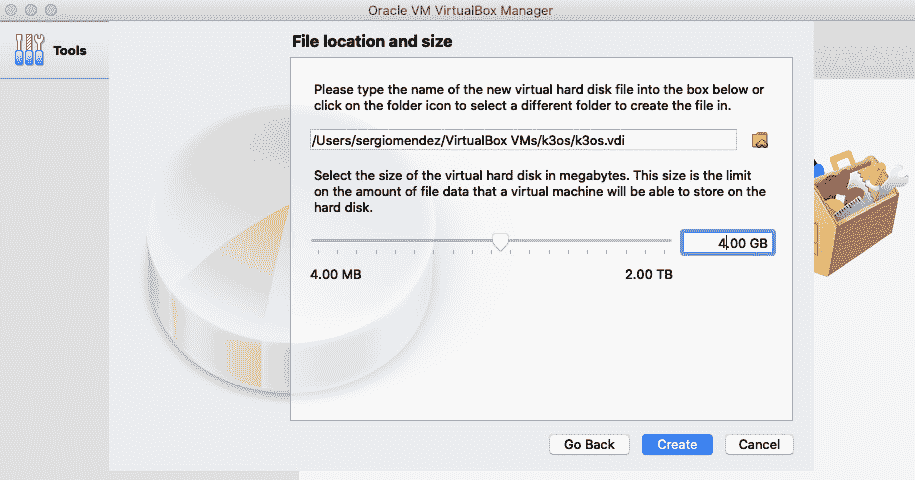 Oracle VM VirtualBox Manager
Tools
File location and size
Please type the name of the new virtual hard disk file into the box below or
click on the folder icon to select a different folder to create the file in.
/Users/sergiomendez/VirtualBox VMs/k3os/k3os.vdi
Select the size of the virtual hard disk in megabytes. This size is the limit
on the amount of file data that a virtual machine will be able to store on the
hard disk.
4.00 GB
4.00 MB 2.00 TB
Go Back Create Cancel